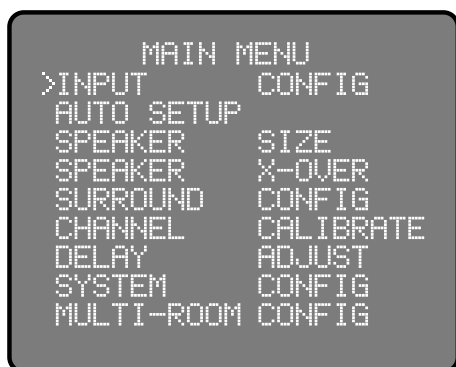 MAIN MENU
>INPUT CONFIG
AUTO SETUP
SPEAKER SIZE
SPEAKER X-OVER
SURROUND CONFIG
CHANNEL CALIBRATE
DELAY ADJUST
SYSTEM CONFIG
MULTI-ROOM CONFIG